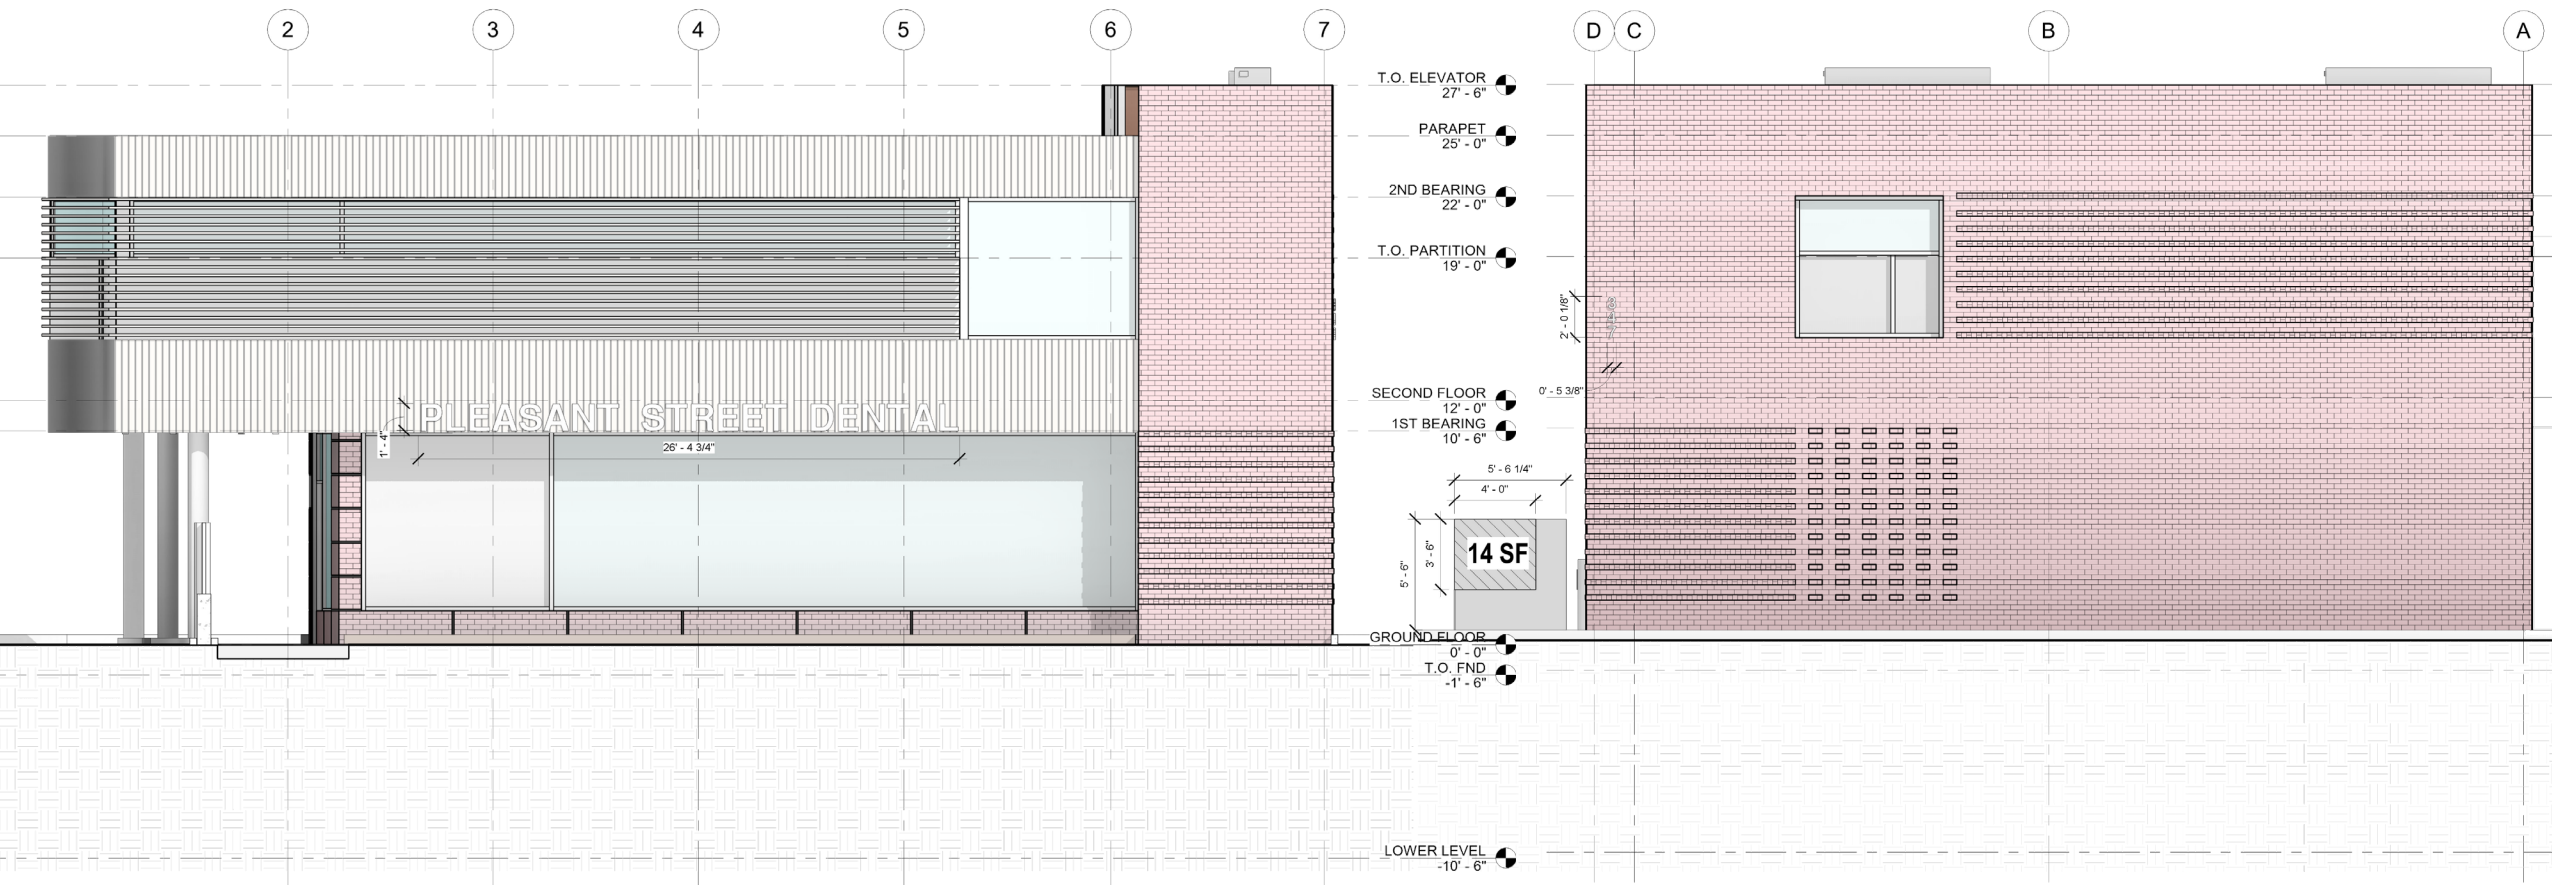 2 3 4 5 6 7 D C B A
T.O. ELEVATOR
27' - 6"
PARAPET
25' - 0"
2ND BEARING
22' - 0"
T.O. PARTITION
19' - 0"
2' - 0 1/8"
SECOND FLOOR
12' - 0"
0' - 5 3/8"
PLEASANT STREET DENTAL
1ST BEARING
10' - 6"
1' - 4"
26' - 4 3/4"
5' - 6 1/4"
4' - 0"
5' - 6"
3' - 6"
14 SF
GROUND FLOOR
0' - 0"
T.O. FND
-1' - 6"
LOWER LEVEL
-10' - 6"